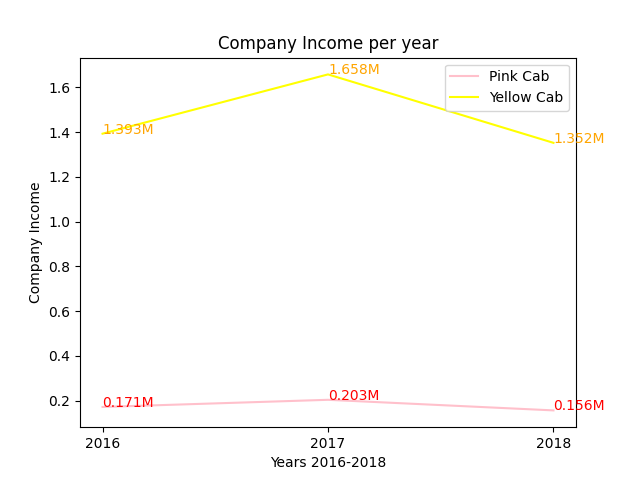 Company Income per year
Pink Cab
Yellow Cab
1.658M
1.393M
1.352M
0.171M
0.203M
0.156M
Company Income
1.6
1.4
1.2
1.0
0.8
0.6
0.4
0.2
2016
2017
2018
Years 2016-2018